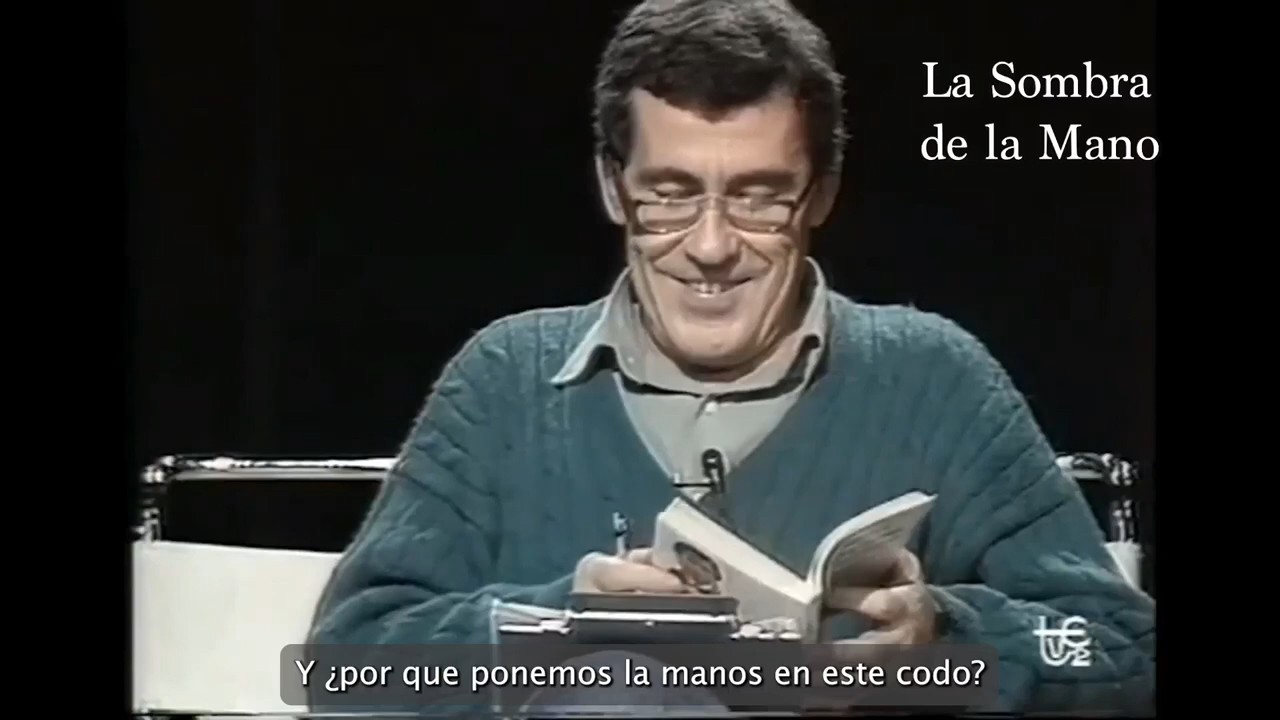 La Sombra
de la Mano
Y ¿por que ponemos la manos en este codo?